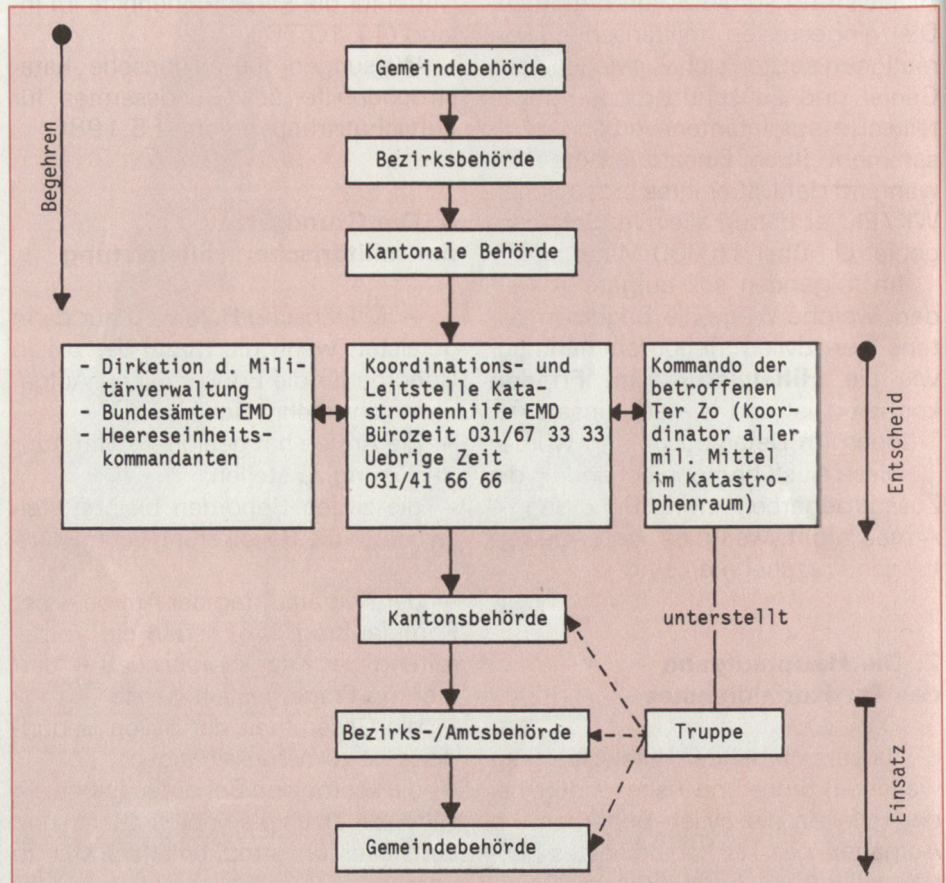 Gemeindebehörde
Begehren
Bezirksbehörde
Kantonale Behörde
- Dirketion d. Mili-
tärverwaltung
- Bundesämter EMD
- Heereseinheits-
kommandanten
Koordinations- und
Leitstelle Kata-
strophenhilfe EMD
Bürozeit 031/67 33 33
Uebrige Zeit
031/41 66 66
Kommando der
betroffenen
Ter Zo (Koor-
dinator aller
mil. Mittel
im Katastro-
phenraum)
Entscheid
Kantonsbehörde
unterstellt
Bezirks-/Amtsbehörde
Truppe
Einsatz
Gemeindebehörde